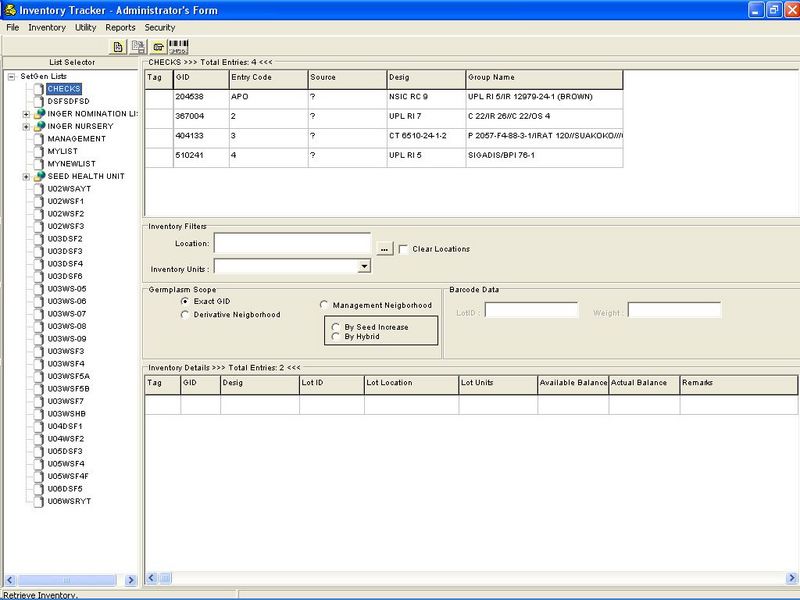 Inventory Tracker - Administrator's Form
File Inventory Utility Reports Security
List Selector
SetGen Lists
CHECKS
DSFSDFSD
INGER NOMINATION LI
INGER NURSERY
MANAGEMENT
MYLIST
MYNEWLIST
SEED HEALTH UNIT
U02WSAYT
U02WSF1
U02WSF2
U02WSF3
U03DSF2
U03DSF3
U03DSF4
U03DSF6
U03WS-05
U03WS-06
U03WS-07
U03WS-08
U03WS-09
U03WSF3
U03WSF4
U03WSF5A
U03WSF5B
U03WSF7
U03WSHB
U04DSF1
U04WSF2
U05DSF3
U05WSF4
U05WSF4F
U06DSF5
U06WSRYT
CHECKS >>> Total Entries: 4 <<<
Tag GID Entry Code Source Desig Group Name
204538 APO ? NSIC RC 9 UPL RI 5/IR 12979-24-1 (BROWN)
367004 2 ? UPL RI 7 C 22/IR 26//C 22/OS 4
404133 3 ? CT 6510-24-1-2 P 2057-F4-88-3-1/IRAT 120//SUAKOKO///
510241 4 ? UPL RI 5 SIGADIS/BPI 76-1
Inventory Filters
Location: ... Clear Locations
Inventory Units :
Germplasm Scope
Exact GID
Derivative Neigborhood
Management Neigborhood
By Seed Increase
By Hybrid
Barcode Data
LotID : Weight :
Inventory Details >>> Total Entries: 2 <<<
Tag GID Desig Lot ID Lot Location Lot Units Available Balance Actual Balance Remarks
Retrieve Inventory.